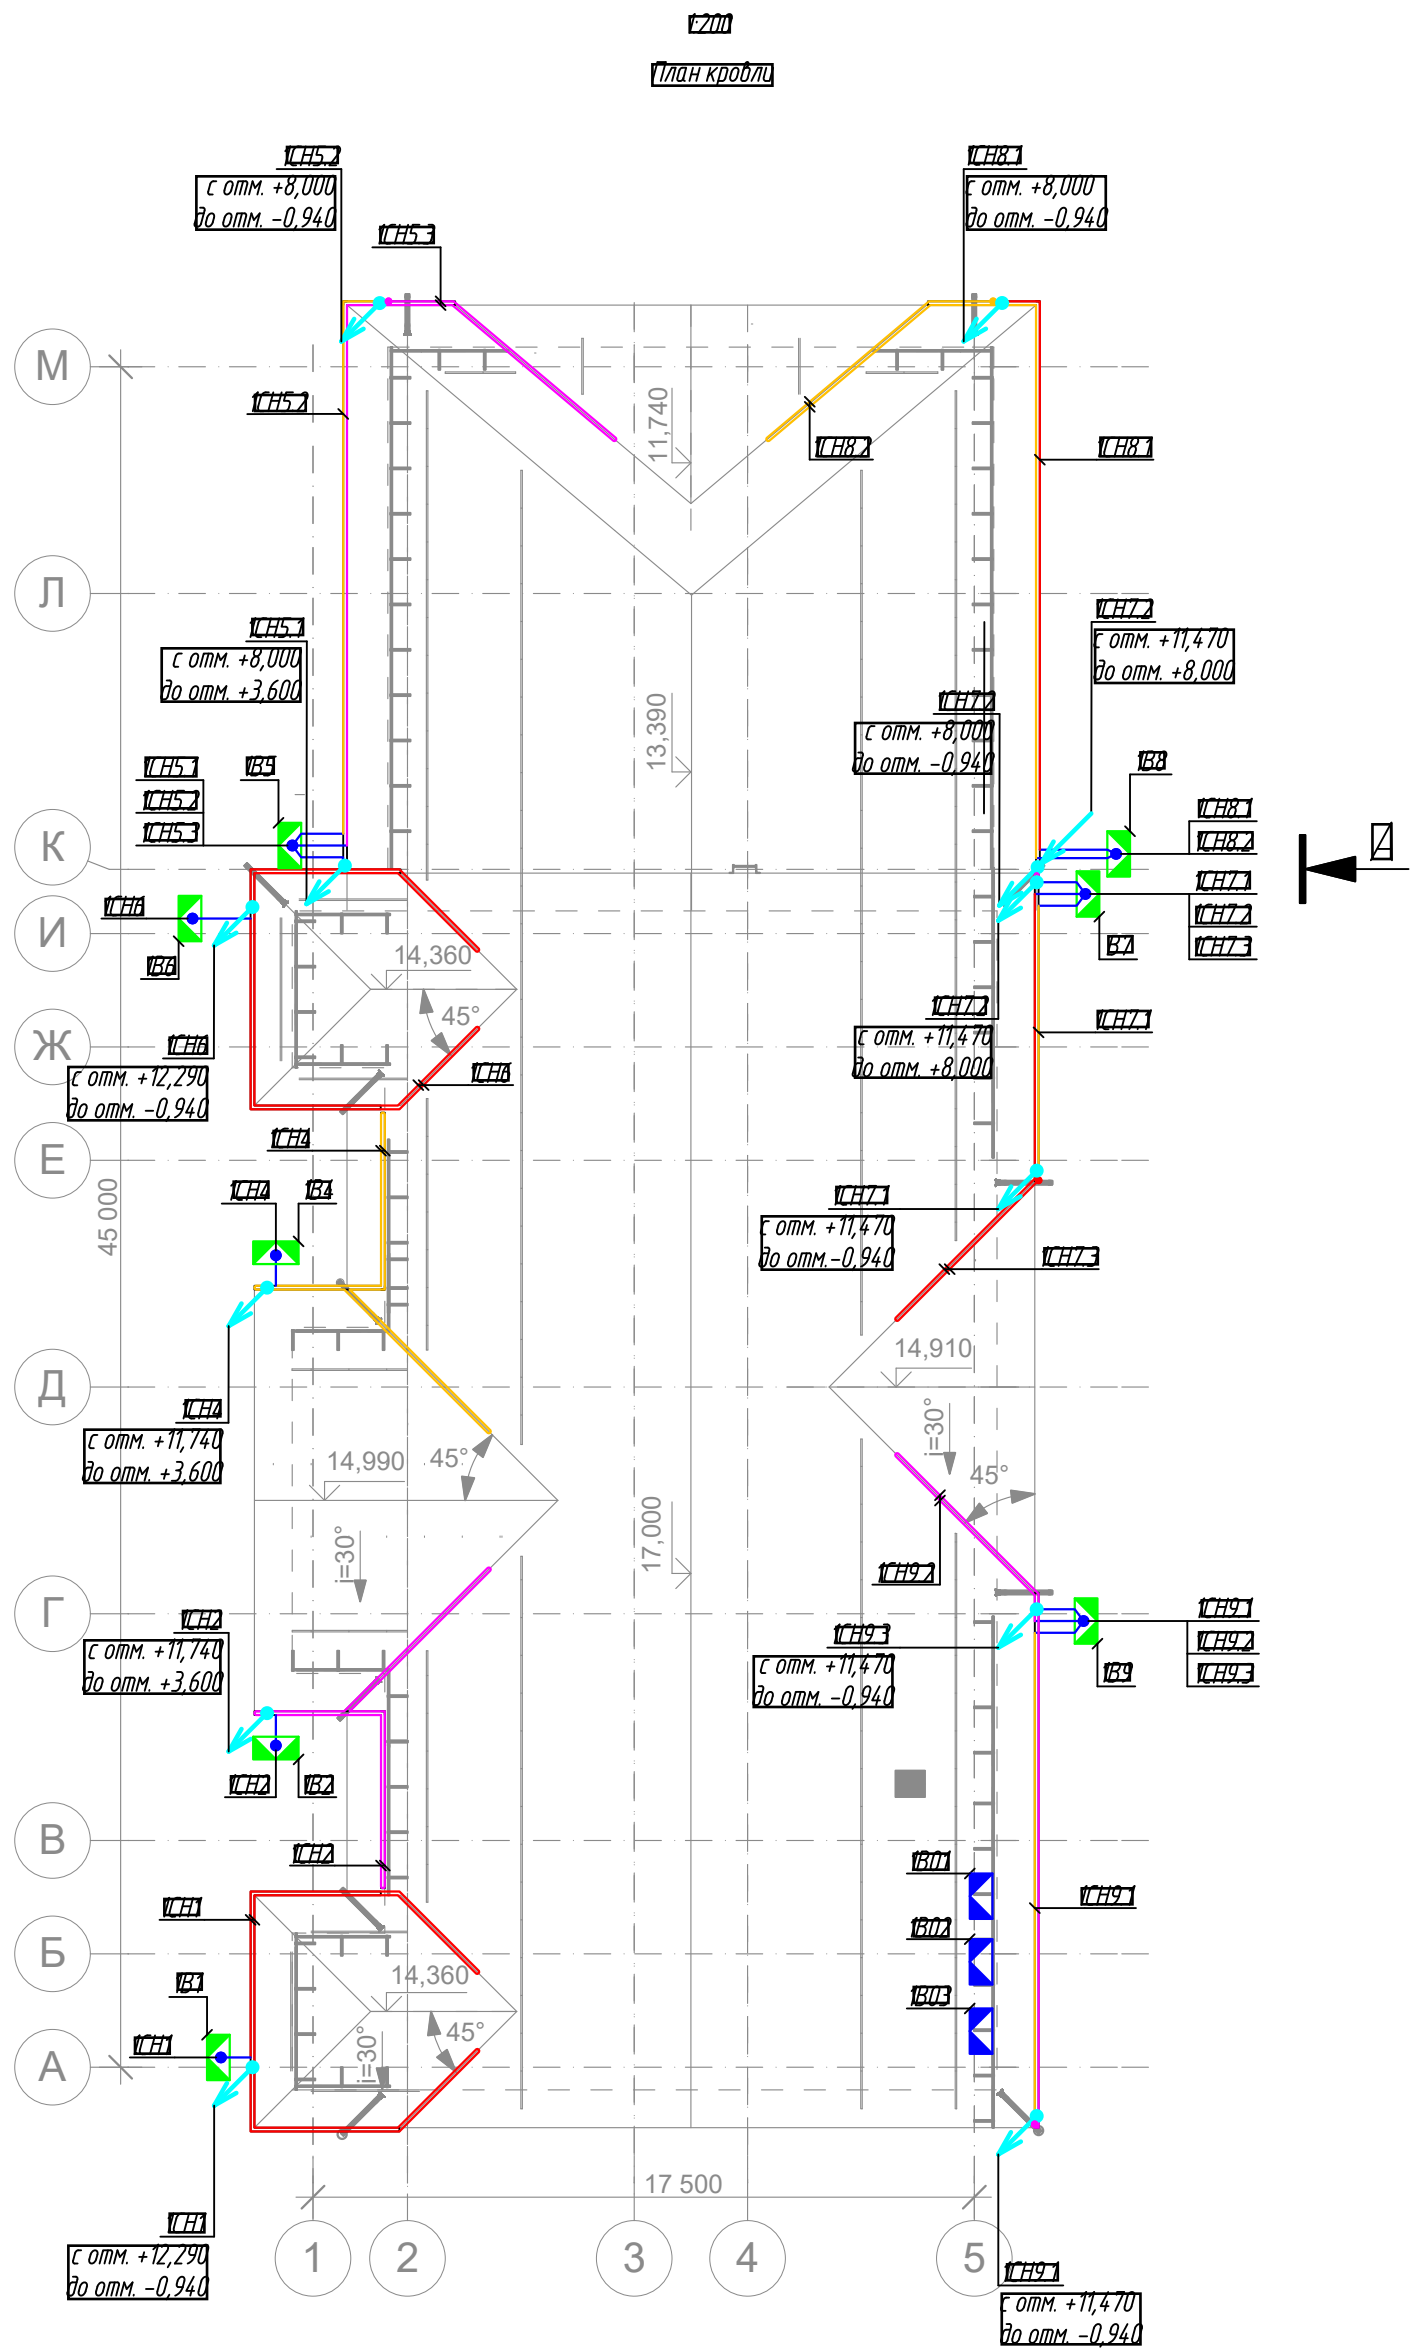 1:200
План кровли
1СН5.2
с отм. +8,000
до отм. -0,940
1СН8.1
с отм. +8,000
до отм. -0,940
1СН5.3
М
1СН5.2
11,740
1СН8.2
1СН8.1
Л
1СН5.1
с отм. +8,000
до отм. +3,600
1СН7.2
с отм. +11,470
до отм. +8,000
13,390
1СН7.2
с отм. +8,000
до отм. -0,940
1СН5.1
1СН5.2
1СН5.3
1В5
1В8
1СН8.1
1СН8.2
К
Д
1СН7.1
1СН7.2
1СН7.3
1В7
1СН6
1В6
И
14,360
45°
1СН7.2
с отм. +11,470
до отм. +8,000
1СН7.1
Ж
1СН6
с отм. +12,290
до отм. -0,940
1СН6
1СН4
Е
1СН4
1В4
45 000
1СН7.1
с отм. +11,470
до отм.-0,940
1СН7.3
14,910
Д
1СН4
с отм. +11,740
до отм. +3,600
45°
14,990
i=30°
45°
17,000
i=30°
1СН9.2
Г
1СН2
с отм. +11,740
до отм. +3,600
1СН9.3
с отм. +11,470
до отм. -0,940
1СН9.1
1СН9.2
1СН9.3
1В9
1СН2
1В2
В
1СН2
1В01
1СН9.1
1СН1
1В02
Б
1В1
14,360
1В03
1СН1
45°
i=30°
А
17 500
1СН1
с отм. +12,290
до отм. -0,940
1
2
3
4
5
1СН9.1
с отм. +11,470
до отм. -0,940